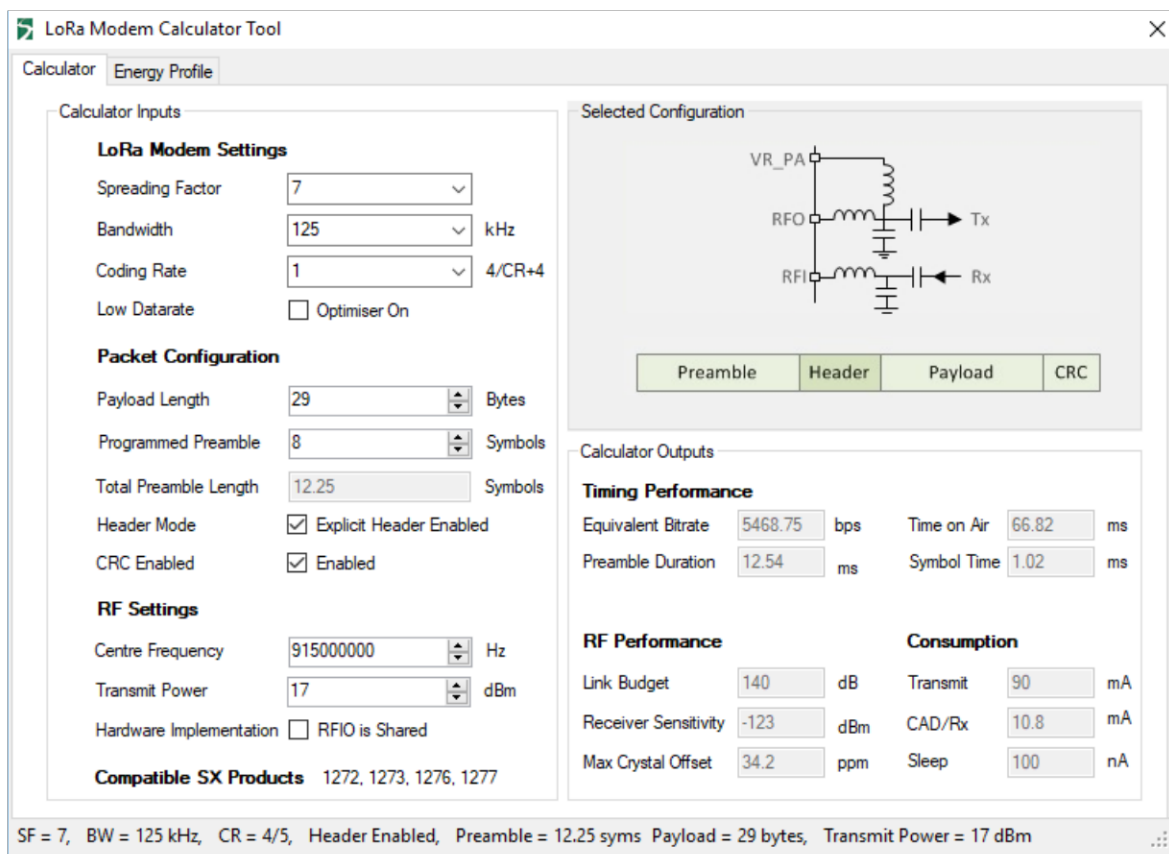 LoRa Modem Calculator Tool
Calculator
Energy Profile
Calculator Inputs
LoRa Modem Settings
Spreading Factor 7
Bandwidth 125 kHz
Coding Rate 1 4/CR+4
Low Datarate Optimiser On
Packet Configuration
Payload Length 29 Bytes
Programmed Preamble 8 Symbols
Total Preamble Length 12.25 Symbols
Header Mode Explicit Header Enabled
CRC Enabled Enabled
RF Settings
Centre Frequency 915000000 Hz
Transmit Power 17 dBm
Hardware Implementation RFIO is Shared
Compatible SX Products 1272, 1273, 1276, 1277
Selected Configuration
VR_PA
RFO Tx
RFI Rx
Preamble Header Payload CRC
Calculator Outputs
Timing Performance
Equivalent Bitrate 5468.75 bps Time on Air 66.82 ms
Preamble Duration 12.54 ms Symbol Time 1.02 ms
RF Performance Consumption
Link Budget 140 dB Transmit 90 mA
Receiver Sensitivity -123 dBm CAD/Rx 10.8 mA
Max Crystal Offset 34.2 ppm Sleep 100 nA
SF = 7, BW = 125 kHz, CR = 4/5, Header Enabled, Preamble = 12.25 syms Payload = 29 bytes, Transmit Power = 17 dBm